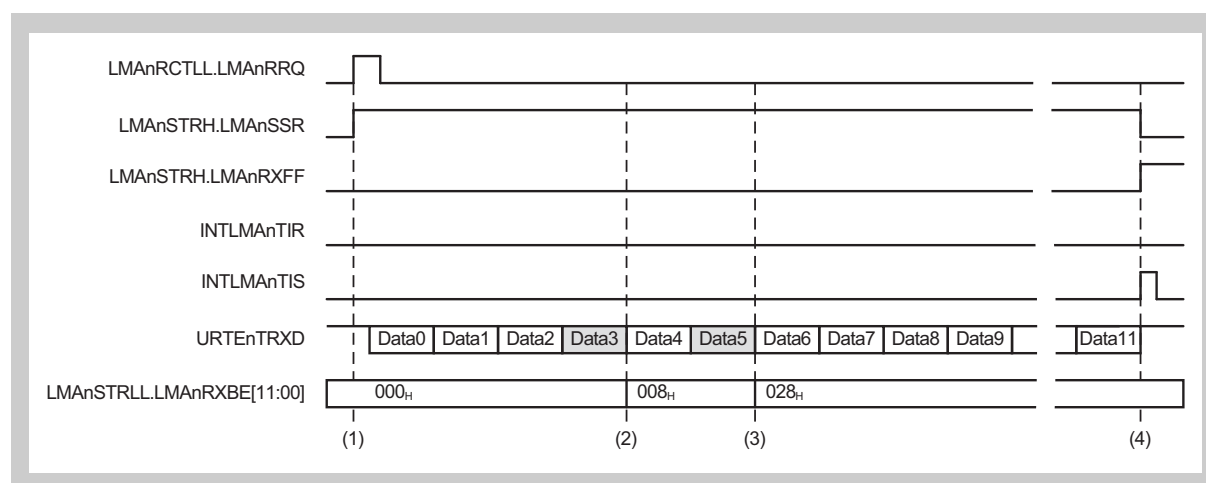 LMAnRCTLL.LMAnRRQ
LMAnSTRH.LMAnSSR
LMAnSTRH.LMAnRXFF
INTLMAnTIR
INTLMAnTIS
URTEnTRXD Data0 Data1 Data2 Data3 Data4 Data5 Data6 Data7 Data8 Data9 Data11
LMAnSTRLL.LMAnRXBE[11:00] 000H 008H 028H
(1) (2) (3) (4)